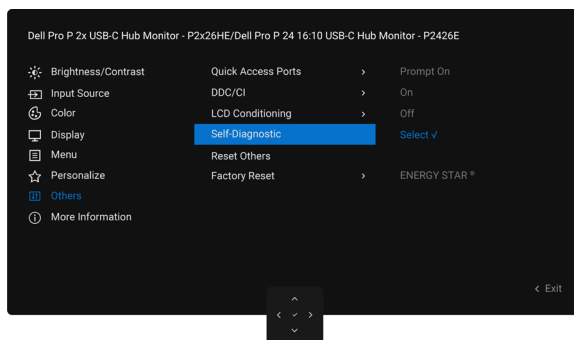 Dell Pro P 2x USB-C Hub Monitor - P2x26HE/Dell Pro P 24 16:10 USB-C Hub Monitor - P2426E
Brightness/Contrast Quick Access Ports › Prompt On
Input Source DDC/CI › On
Color LCD Conditioning › Off
Display Self-Diagnostic Select √
Menu Reset Others
Personalize Factory Reset › ENERGY STAR ®
Others
More Information
‹ Exit